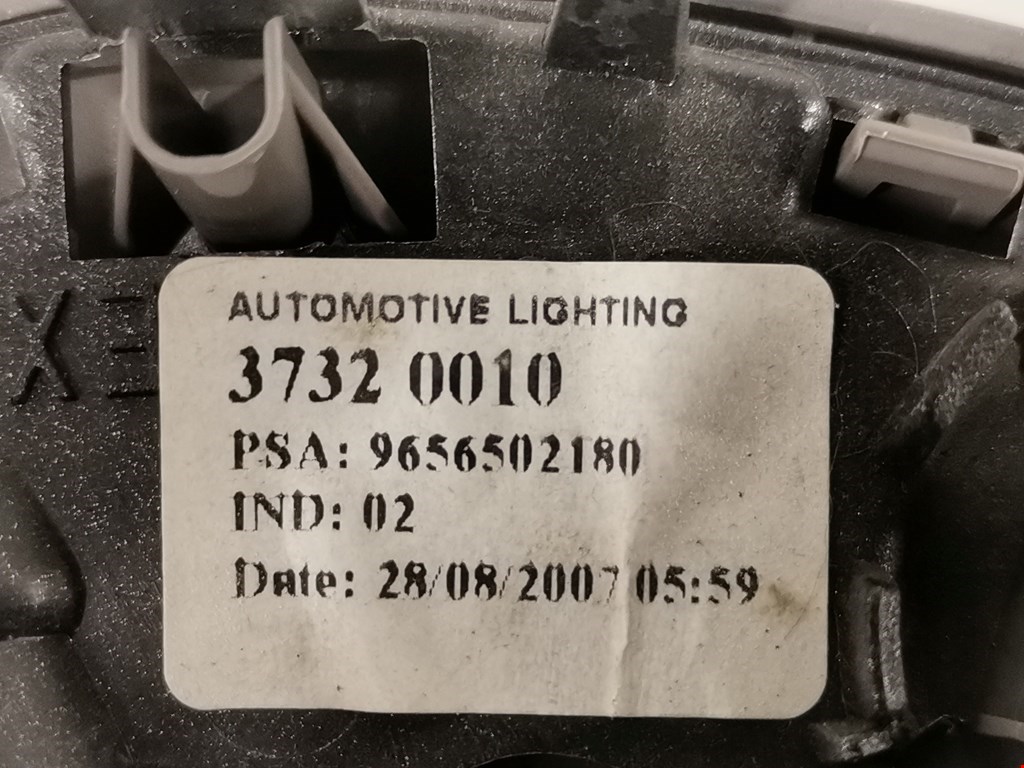 AUTOMOTIVE LIGHTING
3732 0010
PSA: 9656502180
IND: 02
Date: 28/08/2007 05:59